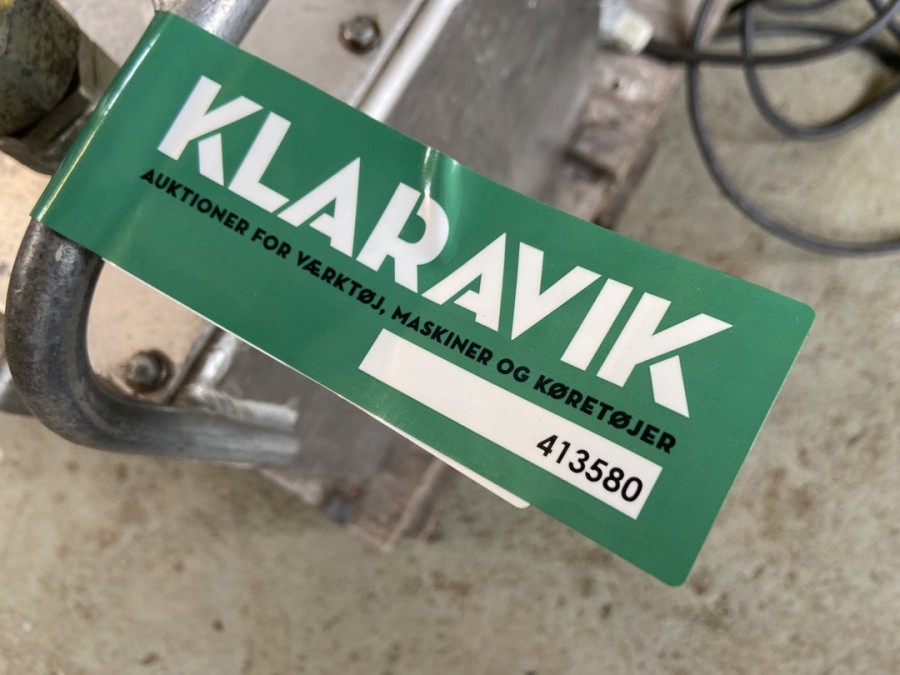 KLARAVIK
AUKTIONER FOR VÆRKTØJ, MASKINER OG KØRETØJER
413580